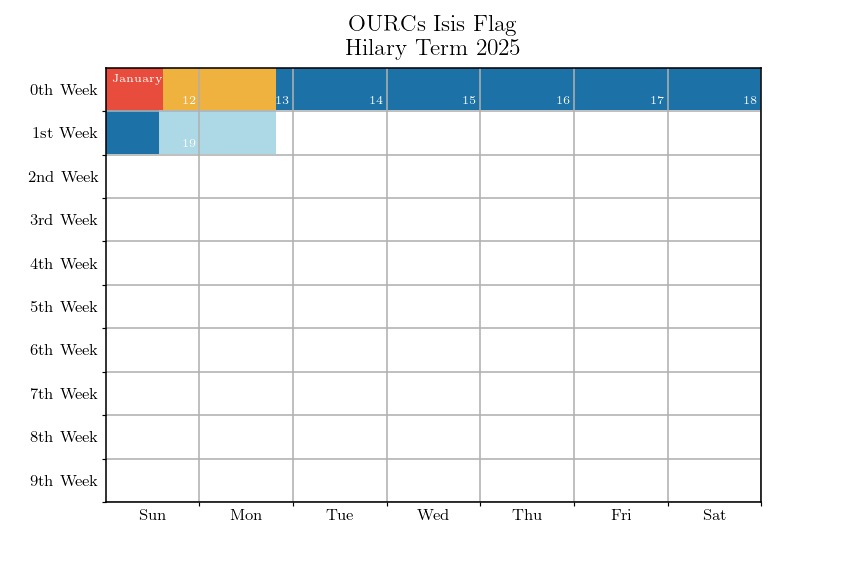 OURCs Isis Flag
Hilary Term 2025
0th Week
January
12
13
14
15
16
17
18
1st Week
19
2nd Week
3rd Week
4th Week
5th Week
6th Week
7th Week
8th Week
9th Week
Sun Mon Tue Wed Thu Fri Sat